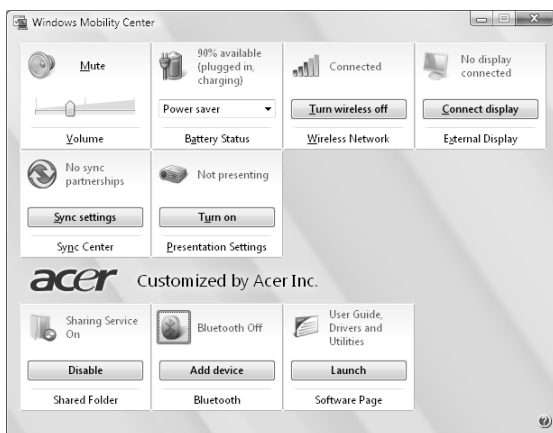 Windows Mobility Center
Mute
Volume
90% available
(plugged in,
charging)
Power saver
Battery Status
Connected
Turn wireless off
Wireless Network
No display
connected
Connect display
External Display
No sync
partnerships
Sync settings
Sync Center
Not presenting
Turn on
Presentation Settings
acer Customized by Acer Inc.
Sharing Service
On
Disable
Shared Folder
Bluetooth Off
Add device
Bluetooth
User Guide,
Drivers and
Utilities
Launch
Software Page